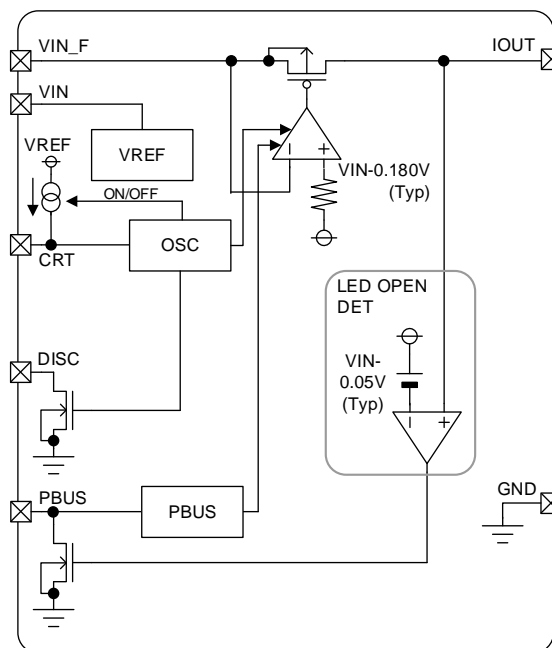 VIN_F
IOUT
VIN
VREF
VREF
ON/OFF
OSC
CRT
VIN-0.180V
(Typ)
LED OPEN
DET
VIN-
0.05V
(Typ)
DISC
PBUS
PBUS
GND